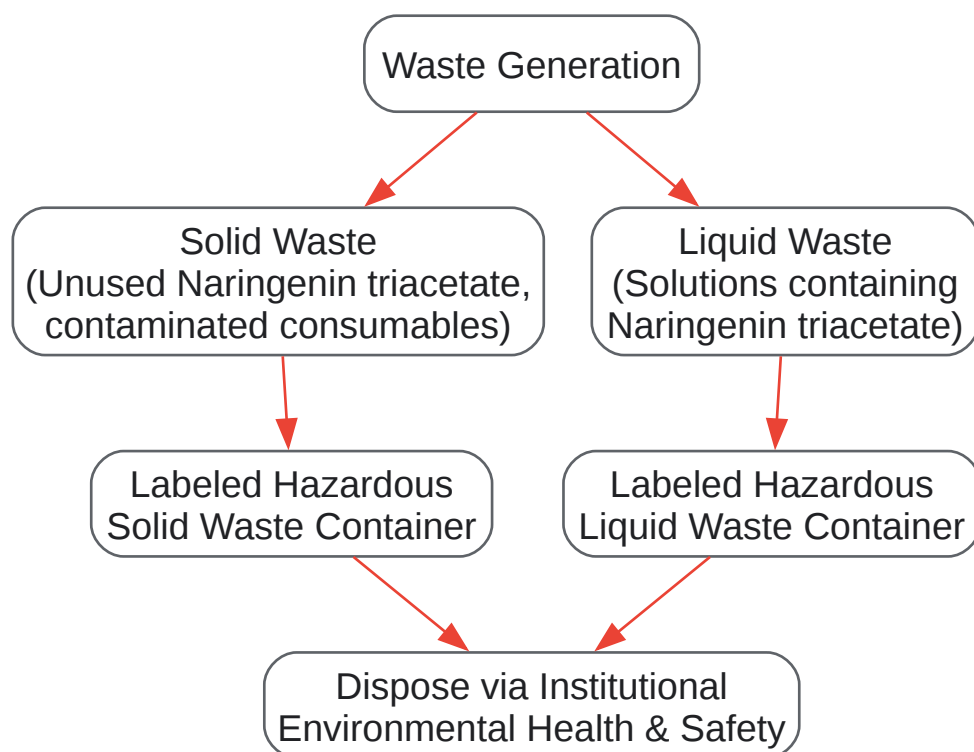 Waste Generation
Solid Waste
(Unused Naringenin triacetate,
contaminated consumables)
Liquid Waste
(Solutions containing
Naringenin triacetate)
Labeled Hazardous
Solid Waste Container
Labeled Hazardous
Liquid Waste Container
Dispose via Institutional
Environmental Health & Safety